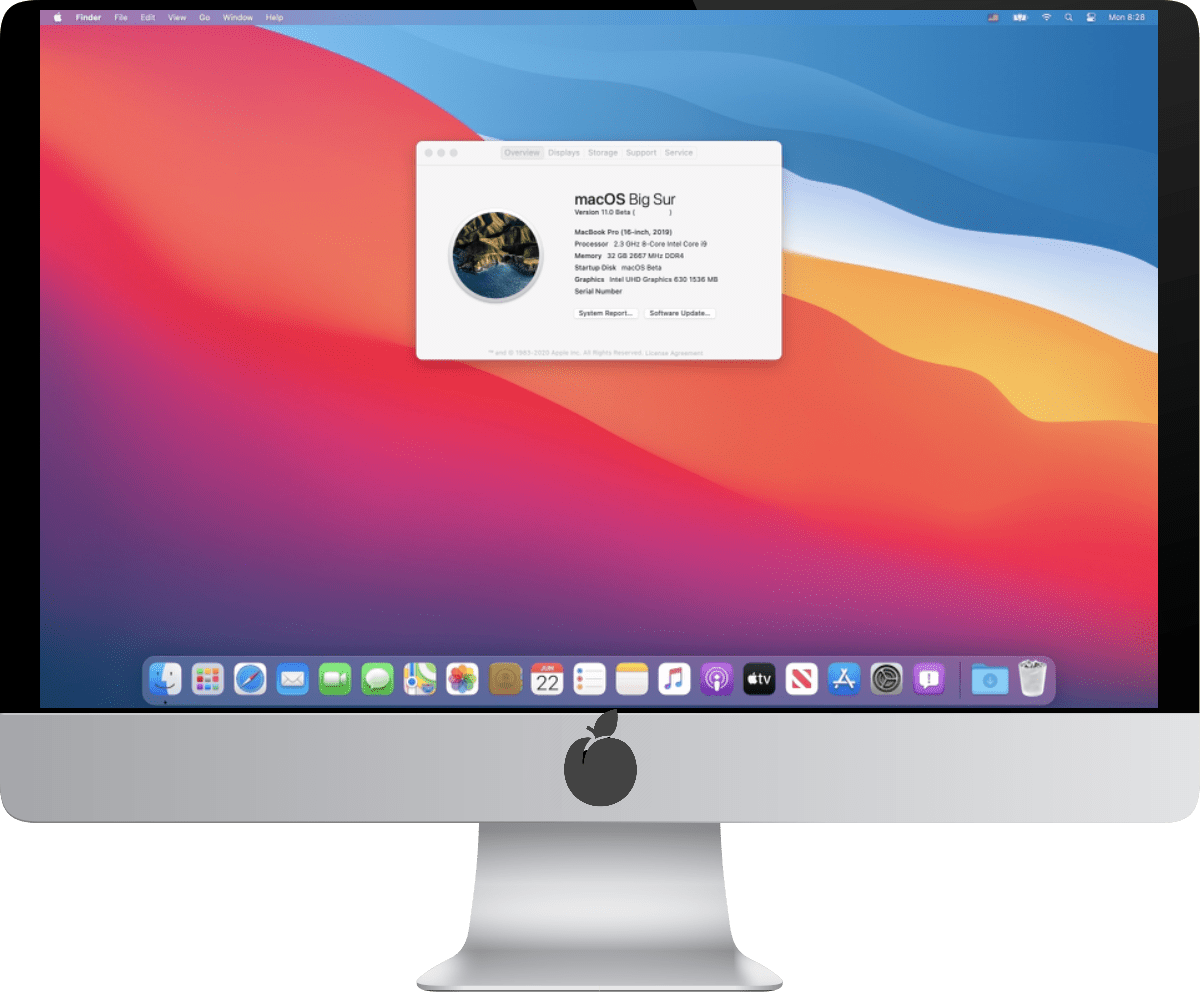 Finder File Edit View Go Window Help Mon 8:28
Overview Displays Storage Support Service
macOS Big Sur
Version 11.0 Beta ( )
MacBook Pro (16-inch, 2019)
Processor 2.3 GHz 8-Core Intel Core i9
Memory 32 GB 2667 MHz DDR4
Startup Disk macOS Beta
Graphics Intel UHD Graphics 630 1536 MB
Serial Number
System Report... Software Update...
™ and © 1983-2020 Apple Inc. All Rights Reserved. License Agreement
JUN
22
tv